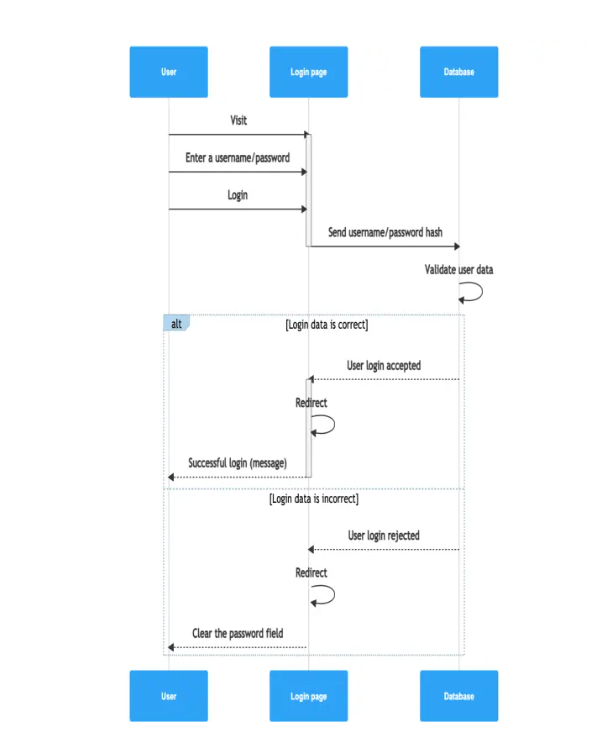 User
Login page
Database
Visit
Enter a username/password
Login
Send username/password hash
Validate user data
alt
[Login data is correct]
User login accepted
Redirect
Successful login (message)
[Login data is incorrect]
User login rejected
Redirect
Clear the password field
User
Login page
Database